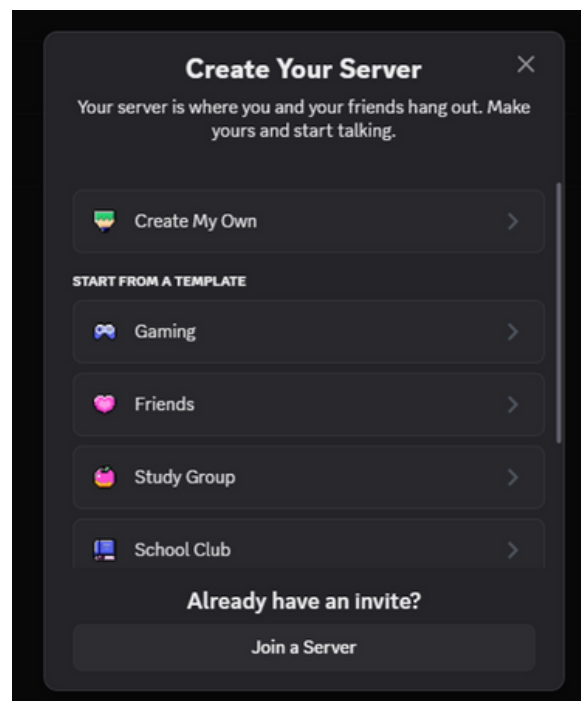 Create Your Server
Your server is where you and your friends hang out. Make
yours and start talking.
Create My Own
START FROM A TEMPLATE
Gaming
Friends
Study Group
School Club
Already have an invite?
Join a Server